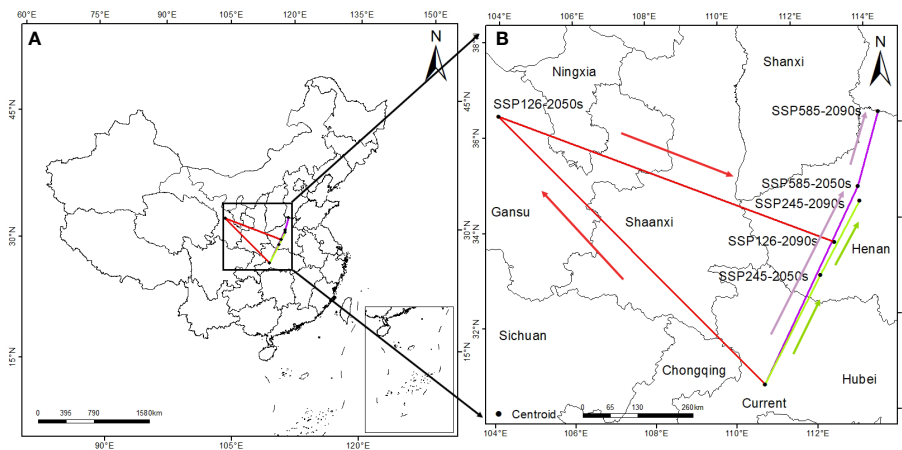 75°E 90°E 105°E 120°E 135°E 150°E
A
N
45°N
30°N
15°N
45°N
30°N
15°N
0 395 790 1580km
90°E 105°E 120°E
104°E 106°E 108°E 110°E 112°E 114°E
B
N
38°N
36°N
34°N
32°N
Ningxia
Shanxi
SSP126-2050s
SSP585-2090s
SSP585-2050s
SSP245-2090s
Gansu
Shaanxi
SSP126-2090s
Henan
SSP245-2050s
Sichuan
Chongqing
Hubei
Current
Centroid
0 65 130 260km
104°E 106°E 108°E 110°E 112°E